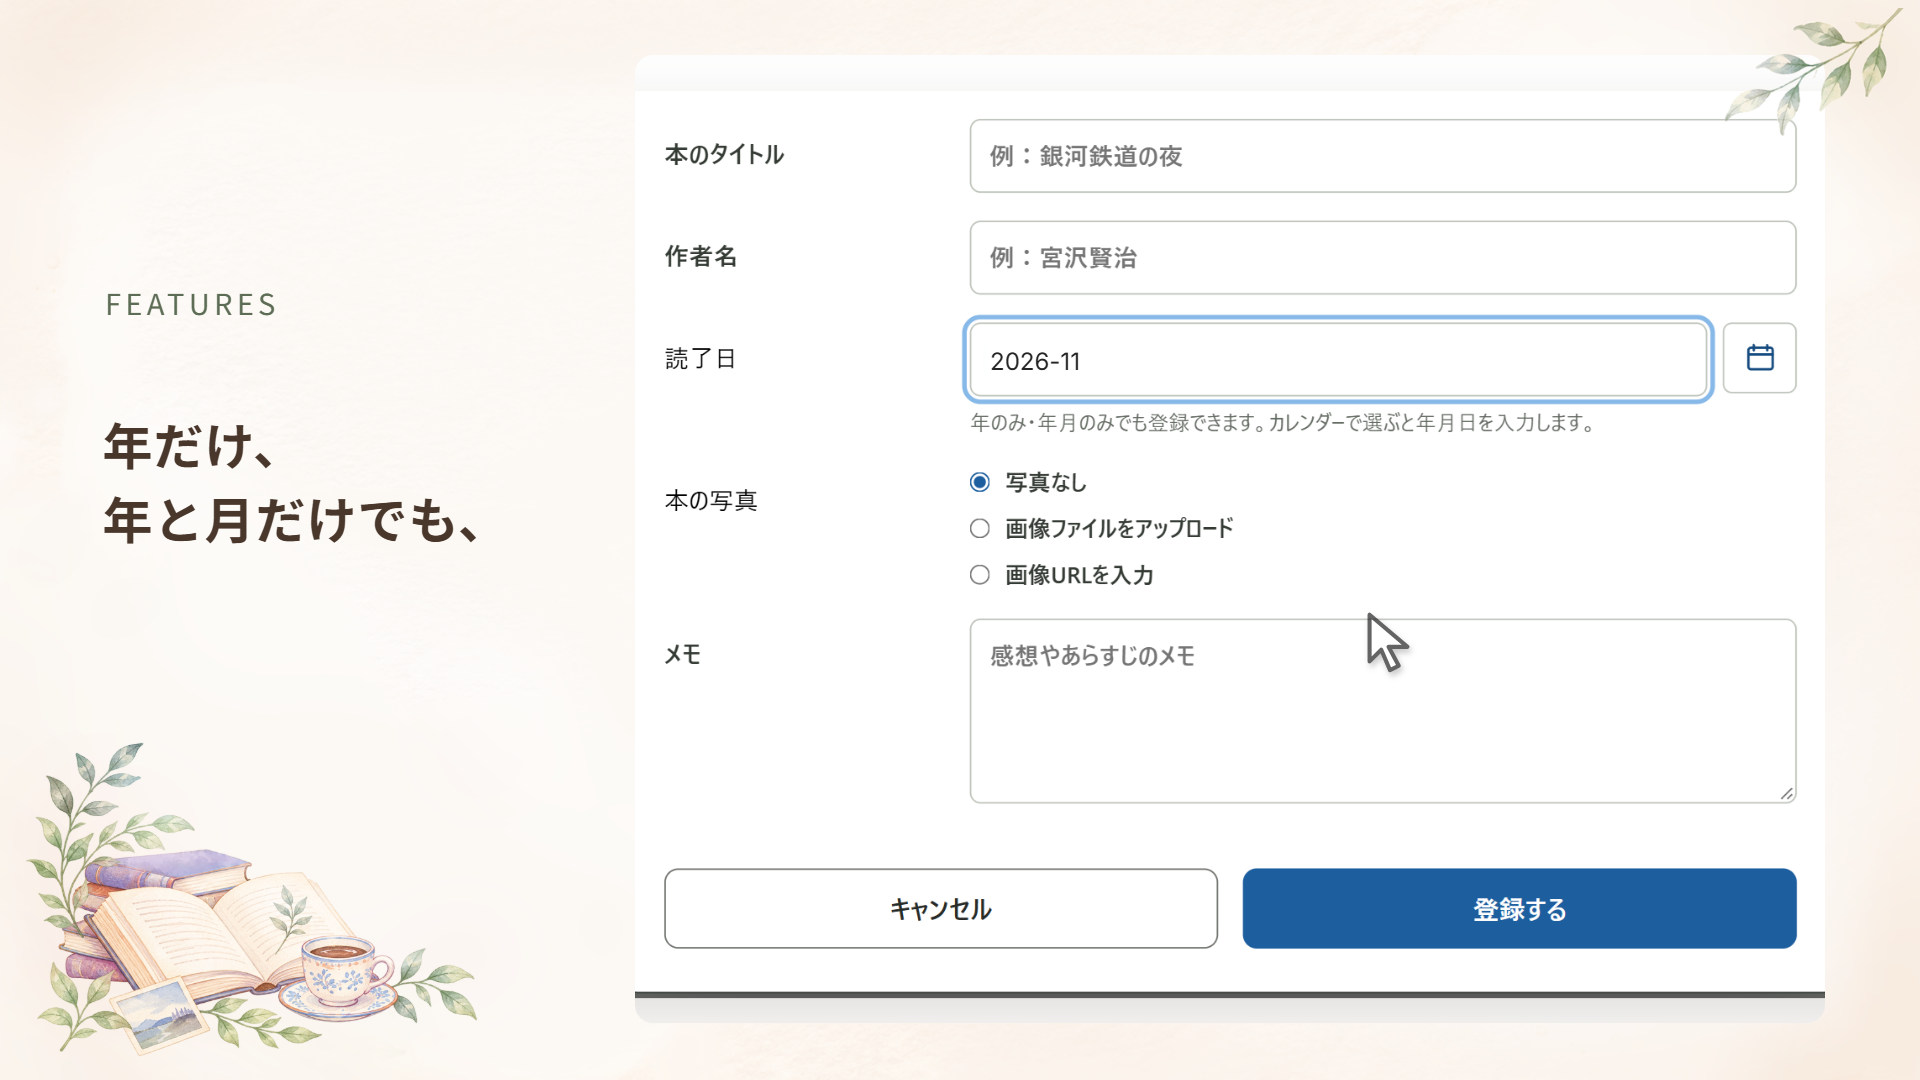 FEATURES
年だけ、
年と月だけでも、
本のタイトル
例：銀河鉄道の夜
作者名
例：宮沢賢治
読了日
2026-11
年のみ・年月のみでも登録できます。カレンダーで選ぶと年月日を入力します。
本の写真
写真なし
画像ファイルをアップロード
画像URLを入力
メモ
感想やあらすじのメモ
キャンセル
登録する